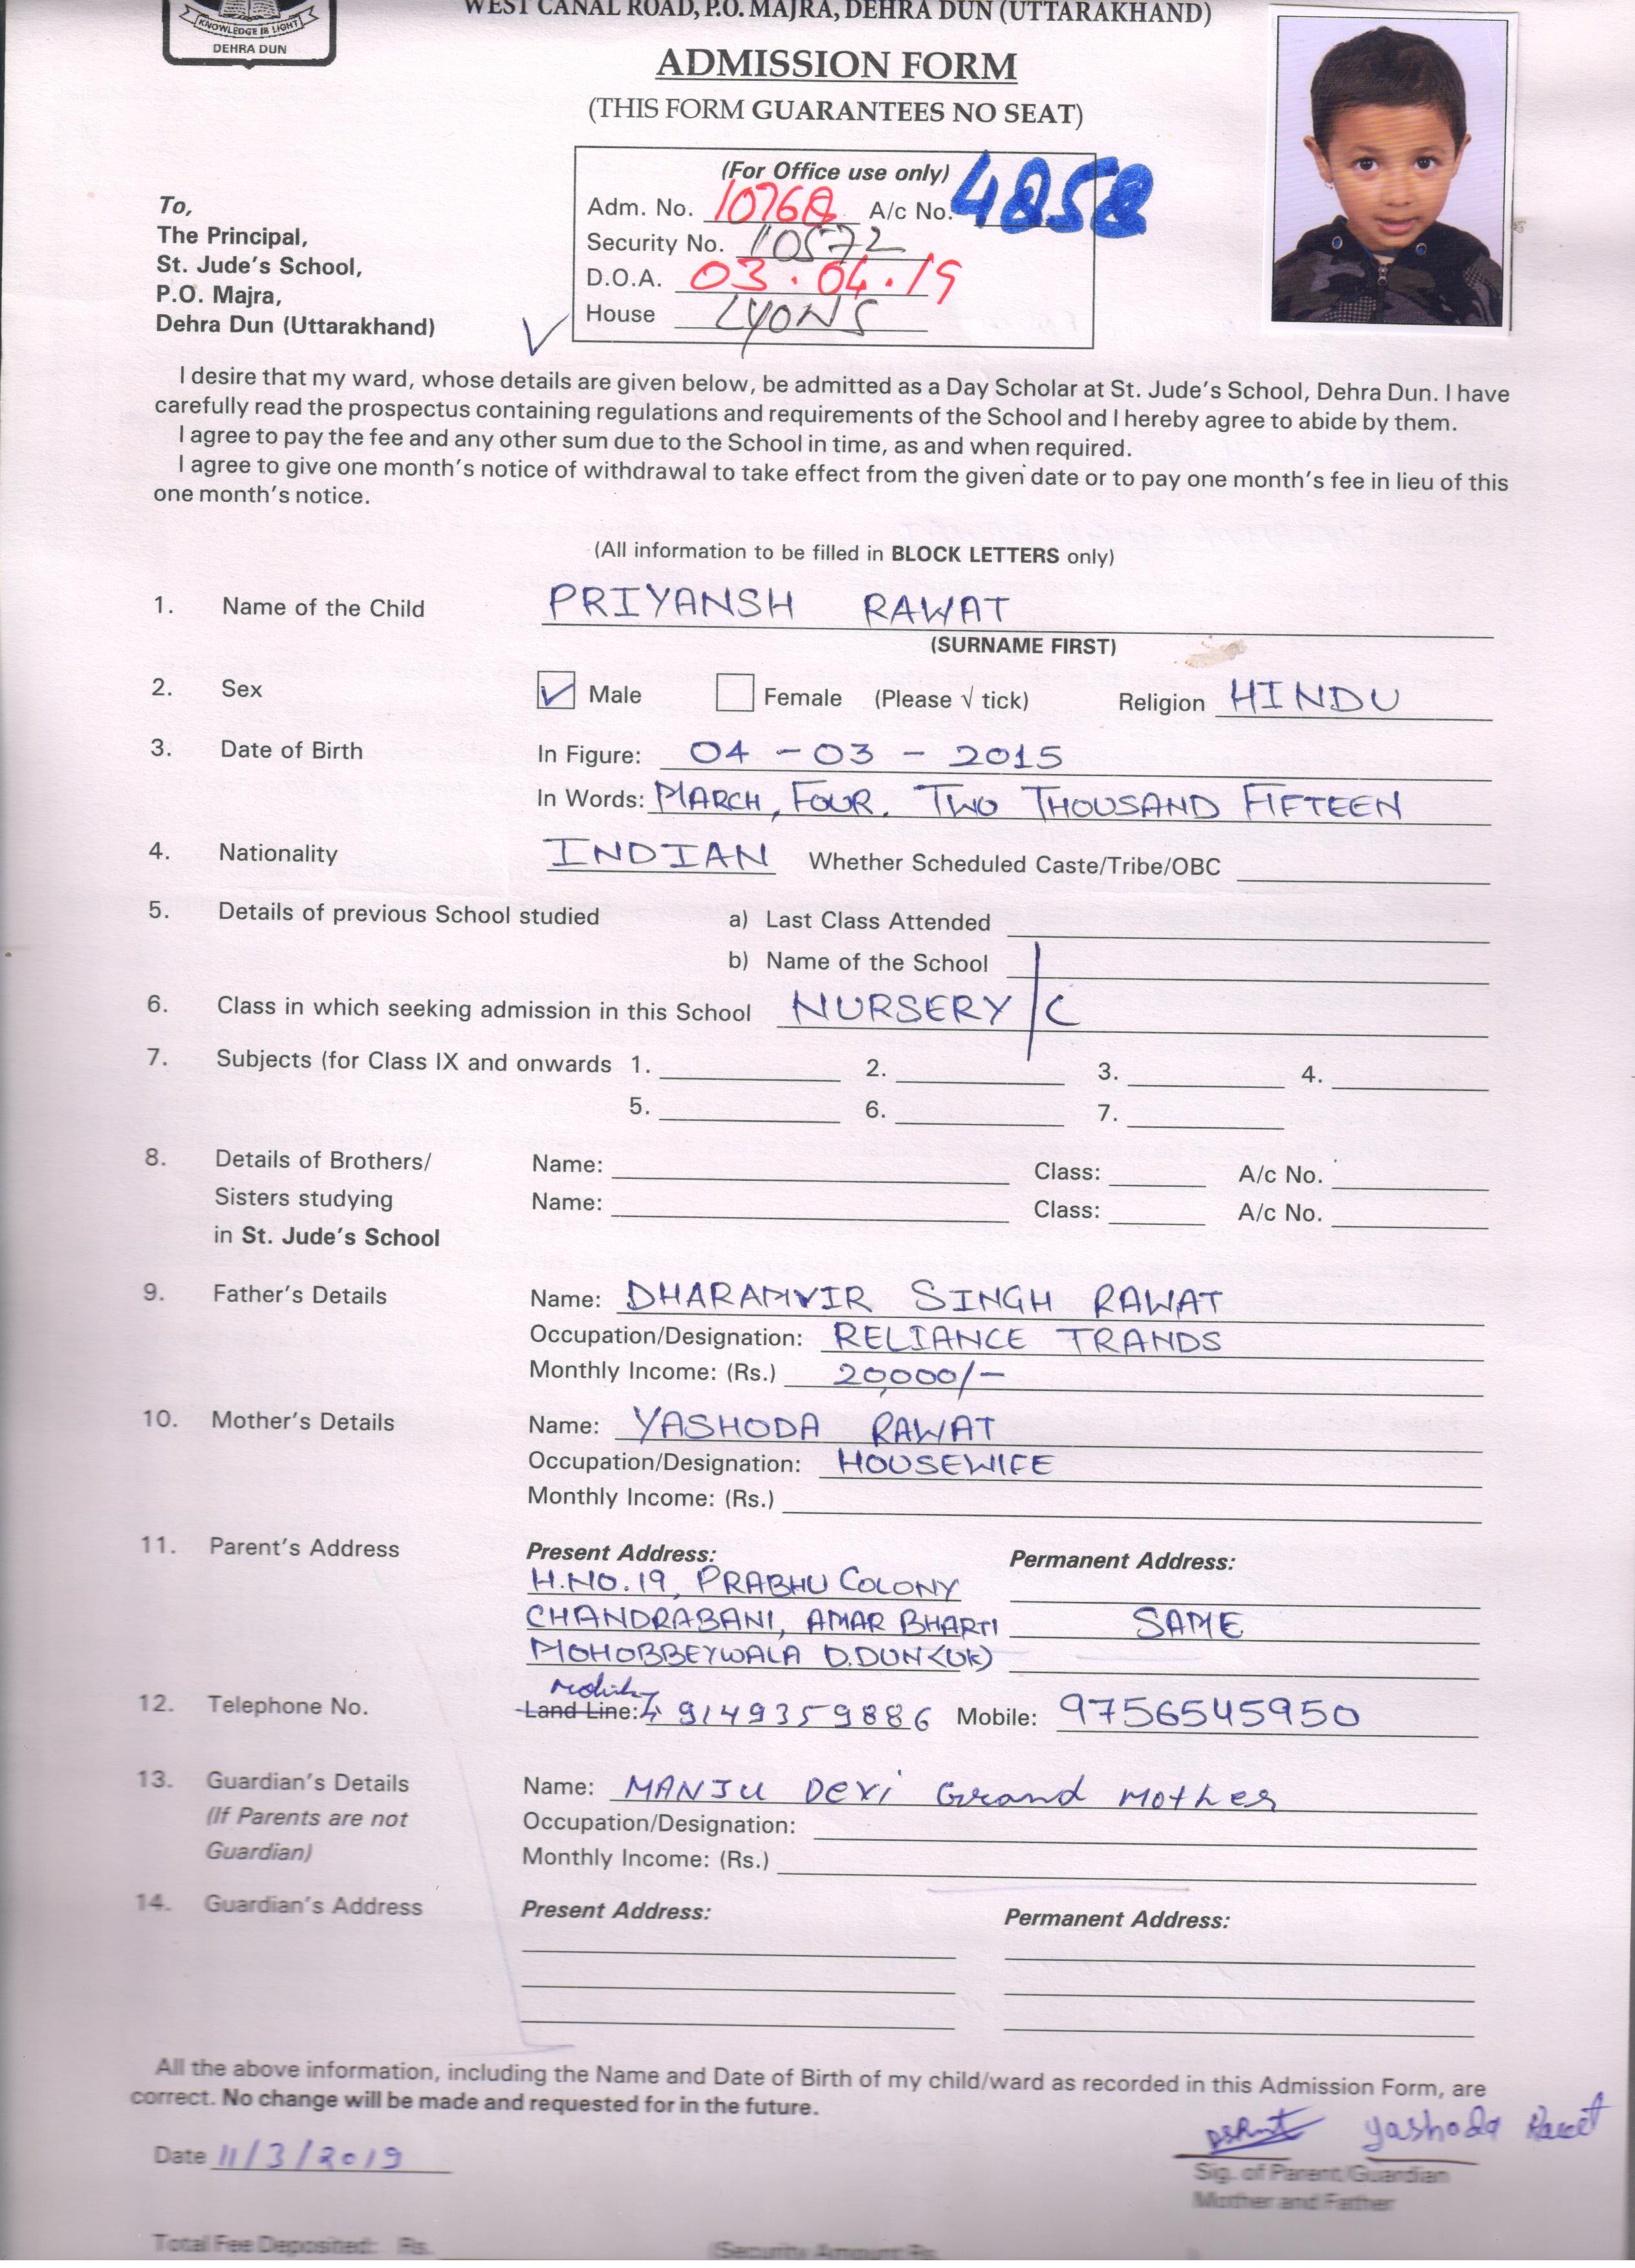 KNOWLEDGE IS LIGHT
DEHRA DUN
WEST CANAL ROAD, P.O. MAJRA, DEHRA DUN (UTTARAKHAND)
ADMISSION FORM
(THIS FORM GUARANTEES NO SEAT)
(For Office use only)
Adm. No. 10768 A/c No. 4858
Security No. 10572
D.O.A. 03.04.19
House LYONS
To,
The Principal,
St. Jude's School,
P.O. Majra,
Dehra Dun (Uttarakhand)
I desire that my ward, whose details are given below, be admitted as a Day Scholar at St. Jude's School, Dehra Dun. I have
carefully read the prospectus containing regulations and requirements of the School and I hereby agree to abide by them.
I agree to pay the fee and any other sum due to the School in time, as and when required.
I agree to give one month's notice of withdrawal to take effect from the given date or to pay one month's fee in lieu of this
one month's notice.
(All information to be filled in BLOCK LETTERS only)
1. Name of the Child PRIYANSH RAWAT
(SURNAME FIRST)
2. Sex Male Female (Please √ tick) Religion HINDU
3. Date of Birth In Figure: 04 - 03 - 2015
In Words: MARCH, FOUR. TWO THOUSAND FIFTEEN
4. Nationality INDIAN Whether Scheduled Caste/Tribe/OBC
5. Details of previous School studied a) Last Class Attended
b) Name of the School
6. Class in which seeking admission in this School NURSERY / C
7. Subjects (for Class IX and onwards 1. 2. 3. 4.
5. 6. 7.
8. Details of Brothers/ Name: Class: A/c No.
Sisters studying Name: Class: A/c No.
in St. Jude's School
9. Father's Details Name: DHARAMVIR SINGH RAWAT
Occupation/Designation: RELIANCE TRANDS
Monthly Income: (Rs.) 20,000/-
10. Mother's Details Name: YASHODA RAWAT
Occupation/Designation: HOUSEWIFE
Monthly Income: (Rs.)
11. Parent's Address Present Address: Permanent Address:
H.NO.19, PRABHU COLONY
CHANDRABANI, AMAR BHARTI SAME
MOHOBBEYWALA D.DUN(UK)
12. Telephone No. Land Line: 9149359886 Mobile: 9756545950
13. Guardian's Details Name: MANJU DEVI Grand Mother
(If Parents are not Occupation/Designation:
Guardian) Monthly Income: (Rs.)
14. Guardian's Address Present Address: Permanent Address:
All the above information, including the Name and Date of Birth of my child/ward as recorded in this Admission Form, are
correct. No change will be made and requested for in the future.
Yashoda Rawat
Date 11/3/2019
Sig. of Parent/Guardian
Mother and Father
Total Fee Deposited: Rs. (Security Amount Rs.